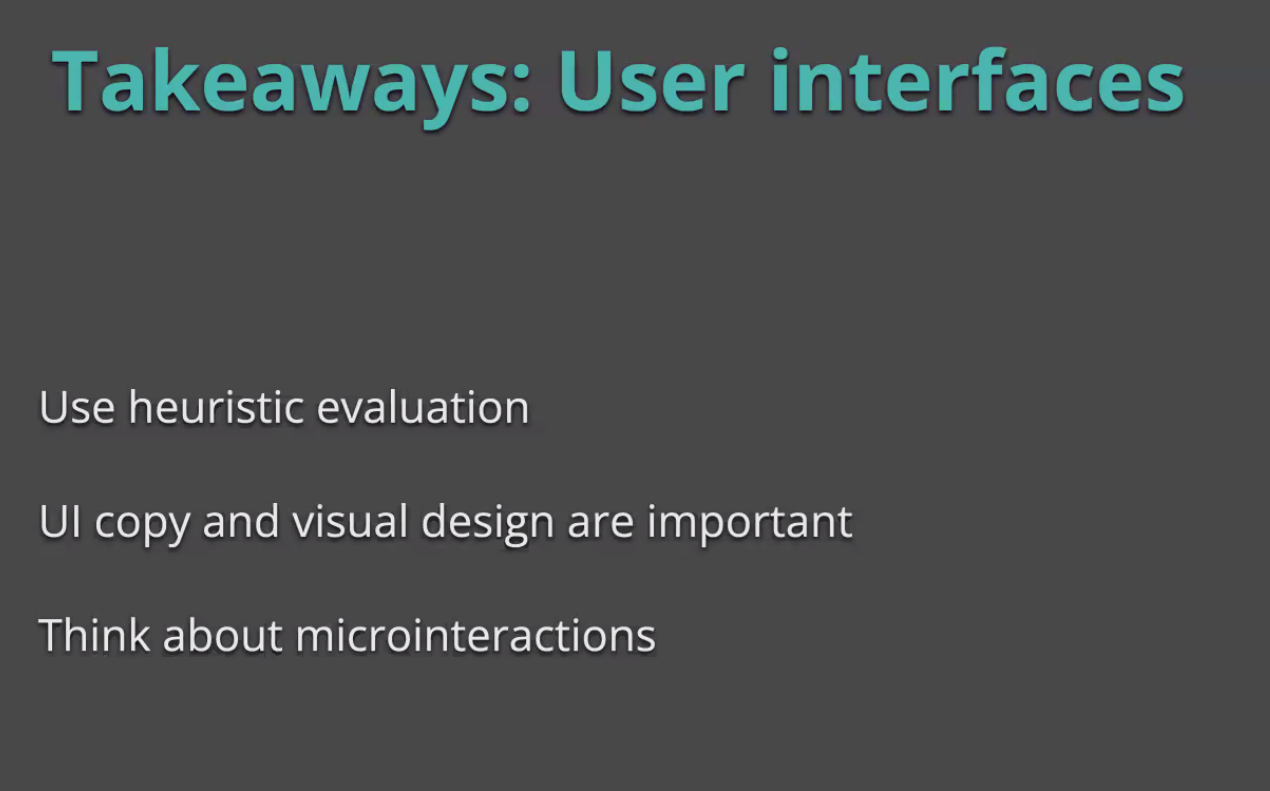 Takeaways: User interfaces
Use heuristic evaluation
UI copy and visual design are important
Think about microinteractions